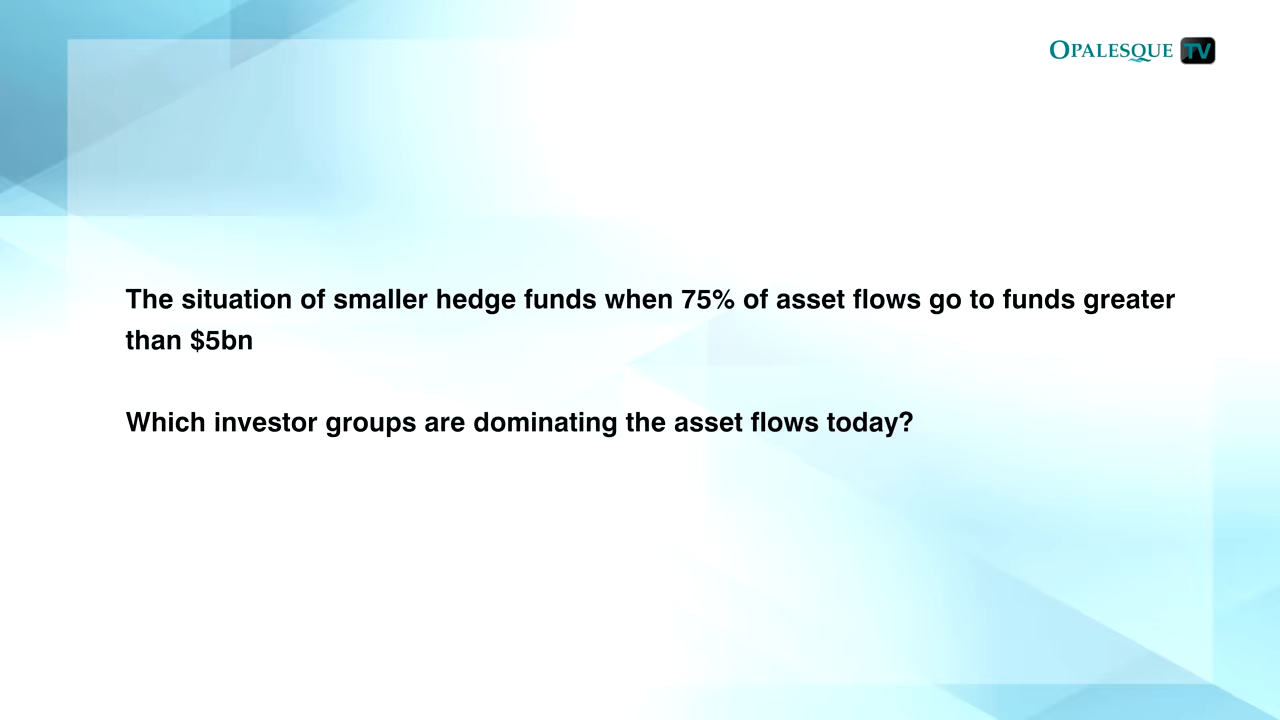 OPALESQUE TV
The situation of smaller hedge funds when 75% of asset flows go to funds greater
than $5bn
Which investor groups are dominating the asset flows today?